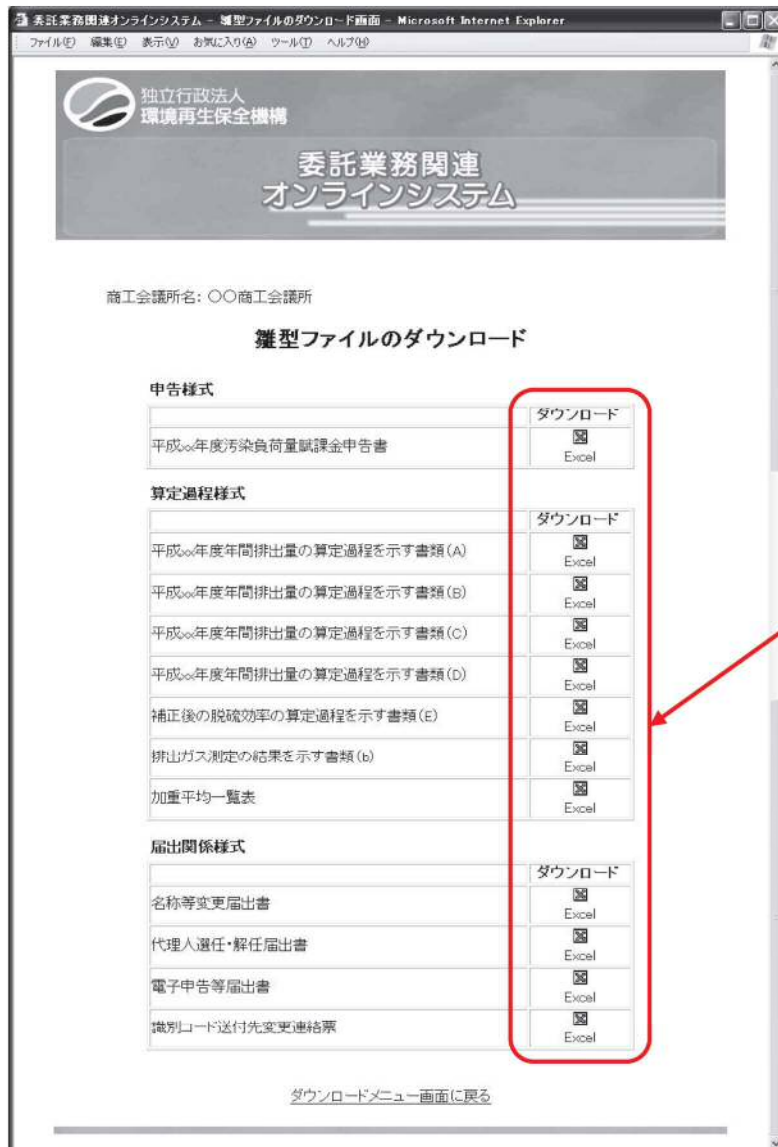 委託業務関連オンラインシステム - 雛型ファイルのダウンロード画面 - Microsoft Internet Explorer
ファイル(F) 編集(E) 表示(V) お気に入り(A) ツール(T) ヘルプ(H)
独立行政法人
環境再生保全機構
委託業務関連
オンラインシステム
商工会議所名: 〇〇商工会議所
雛型ファイルのダウンロード
申告様式
ダウンロード
平成××年度汚染負荷量賦課金申告書
Excel
算定過程様式
ダウンロード
平成××年度年間排出量の算定過程を示す書類(A)
Excel
平成××年度年間排出量の算定過程を示す書類(B)
Excel
平成××年度年間排出量の算定過程を示す書類(C)
Excel
平成××年度年間排出量の算定過程を示す書類(D)
Excel
補正後の脱硫効率の算定過程を示す書類(E)
Excel
排出ガス測定の結果を示す書類(b)
Excel
加重平均一覧表
Excel
届出関係様式
ダウンロード
名称等変更届出書
Excel
代理人選任・解任届出書
Excel
電子申告等届出書
Excel
識別コード送付先変更連絡票
Excel
ダウンロードメニュー画面に戻る